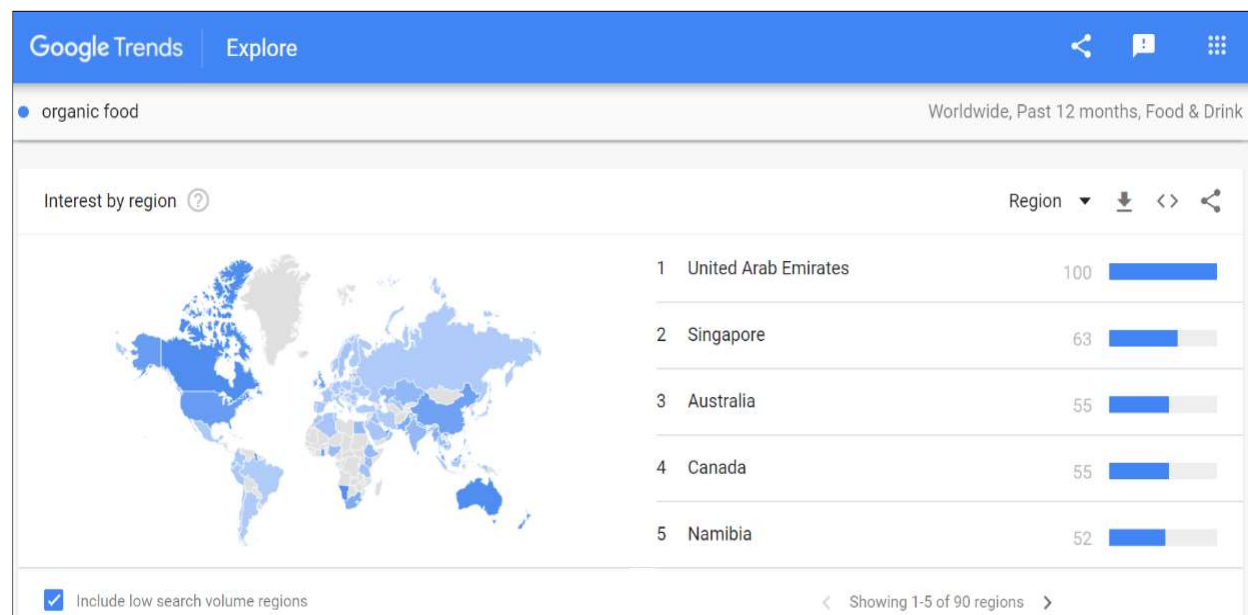 Google Trends Explore
organic food Worldwide, Past 12 months, Food & Drink
Interest by region Region
1 United Arab Emirates 100
2 Singapore 63
3 Australia 55
4 Canada 55
5 Namibia 52
Include low search volume regions Showing 1-5 of 90 regions